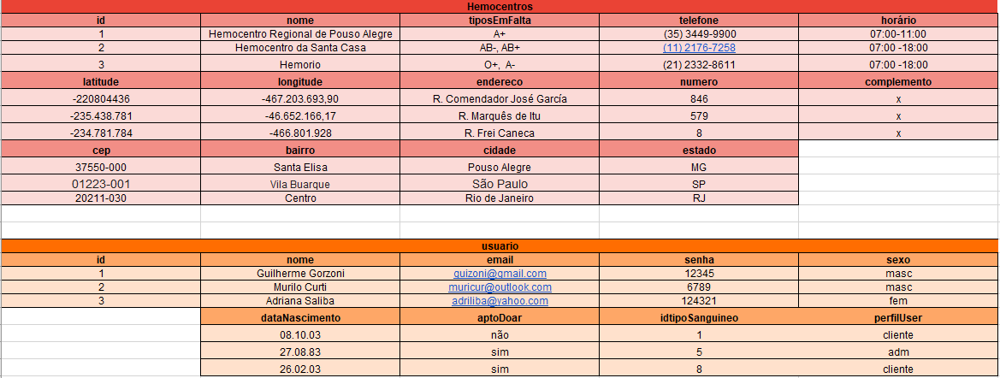 Hemocentros
id nome tiposEmFalta telefone horário
1 Hemocentro Regional de Pouso Alegre A+ (35) 3449-9900 07:00-11:00
2 Hemocentro da Santa Casa AB-, AB+ (11) 2176-7258 07:00 -18:00
3 Hemorio O+, A- (21) 2332-8611 07:00 -18:00
latitude longitude endereco numero complemento
-220804436 -467.203.693,90 R. Comendador José García 846 x
-235.438.781 -46.652.166,17 R. Marquês de Itu 579 x
-234.781.784 -466.801.928 R. Frei Caneca 8 x
cep bairro cidade estado
37550-000 Santa Elisa Pouso Alegre MG
01223-001 Vila Buarque São Paulo SP
20211-030 Centro Rio de Janeiro RJ
usuario
id nome email senha sexo
1 Guilherme Gorzoni guizoni@gmail.com 12345 masc
2 Murilo Curti muricur@outlook.com 6789 masc
3 Adriana Saliba adriliba@yahoo.com 124321 fem
dataNascimento aptoDoar idtipoSanguineo perfilUser
08.10.03 não 1 cliente
27.08.83 sim 5 adm
26.02.03 sim 8 cliente